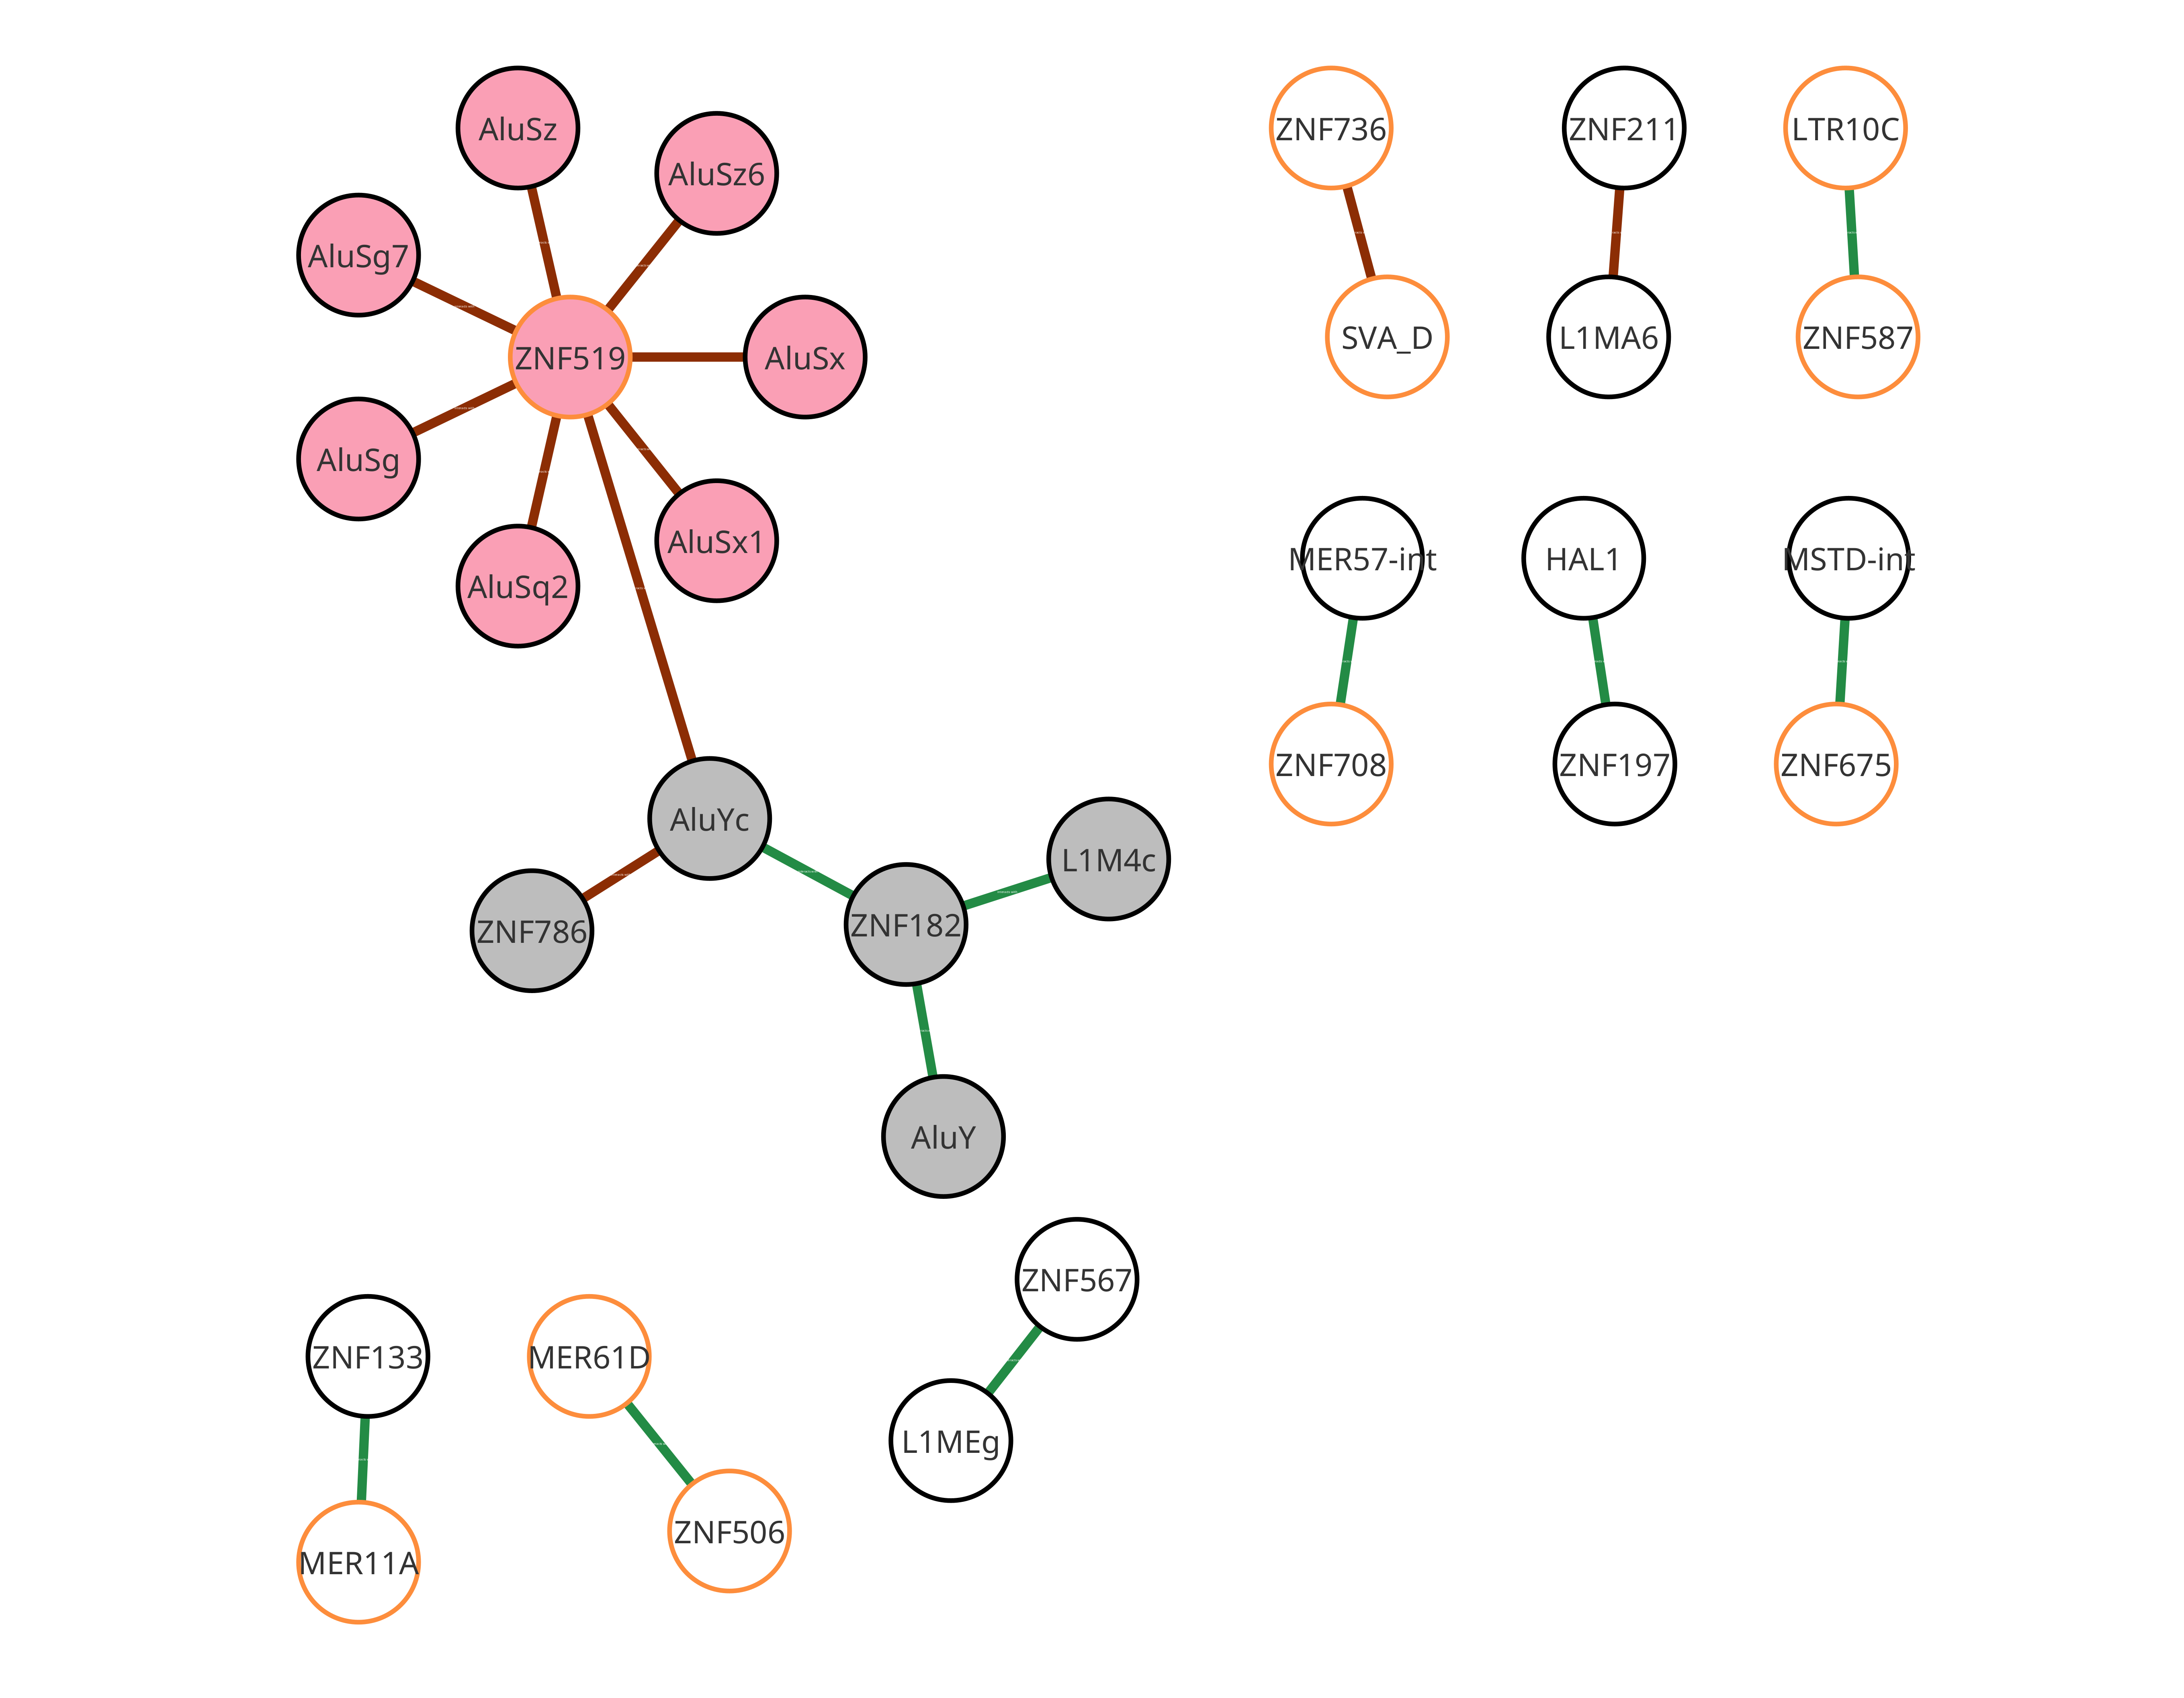 AluSz
AluSz6
AluSg7
ZNF519
AluSx
AluSg
AluSx1
AluSq2
AluYc
L1M4c
ZNF786
ZNF182
AluY
ZNF736
ZNF211
LTR10C
SVA_D
L1MA6
ZNF587
MER57-int
HAL1
MSTD-int
ZNF708
ZNF197
ZNF675
ZNF567
ZNF133
MER61D
L1MEg
ZNF506
MER11A